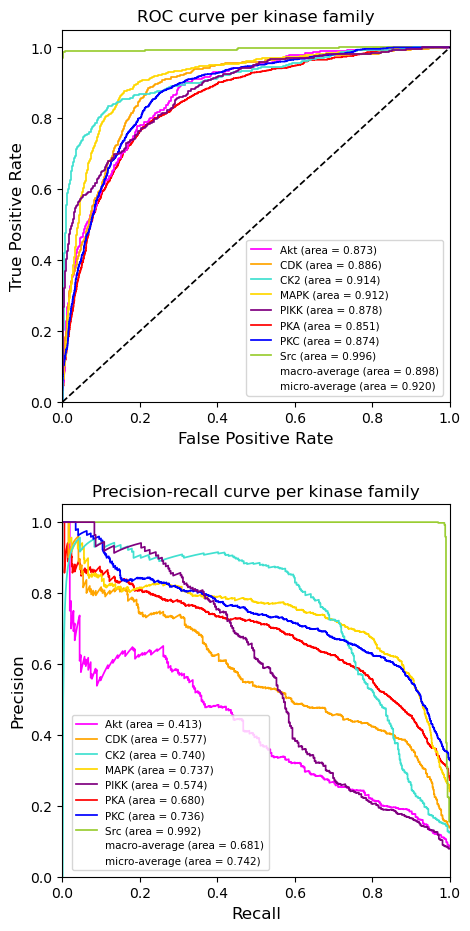 ROC curve per kinase family
True Positive Rate
1.0
0.8
0.6
0.4
0.2
0.0
Akt (area = 0.873)
CDK (area = 0.886)
CK2 (area = 0.914)
MAPK (area = 0.912)
PIKK (area = 0.878)
PKA (area = 0.851)
PKC (area = 0.874)
Src (area = 0.996)
macro-average (area = 0.898)
micro-average (area = 0.920)
0.0 0.2 0.4 0.6 0.8 1.0
False Positive Rate
Precision-recall curve per kinase family
Precision
1.0
0.8
0.6
0.4
0.2
0.0
Akt (area = 0.413)
CDK (area = 0.577)
CK2 (area = 0.740)
MAPK (area = 0.737)
PIKK (area = 0.574)
PKA (area = 0.680)
PKC (area = 0.736)
Src (area = 0.992)
macro-average (area = 0.681)
micro-average (area = 0.742)
0.0 0.2 0.4 0.6 0.8 1.0
Recall